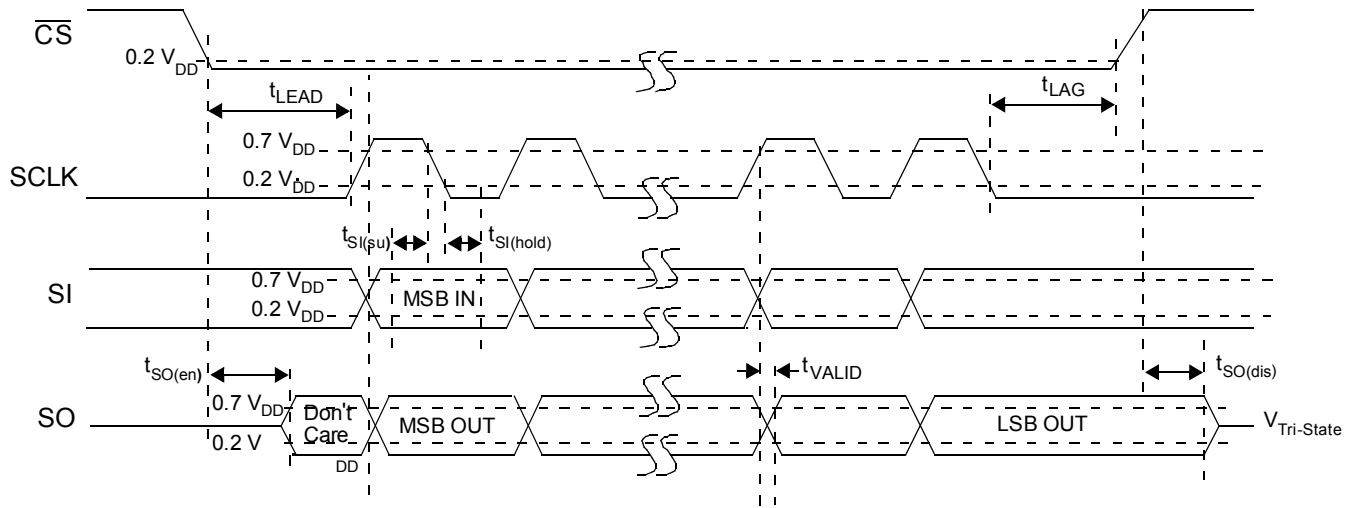 CS
0.2 VDD
tLEAD
tLAG
0.7 VDD
SCLK
0.2 VDD
tSI(su)
tSI(hold)
SI
0.7 VDD
MSB IN
0.2 VDD
tSO(en)
tVALID
tSO(dis)
0.7 VDD
Don't
Care
SO
MSB OUT
LSB OUT
VTri-State
0.2 V
DD